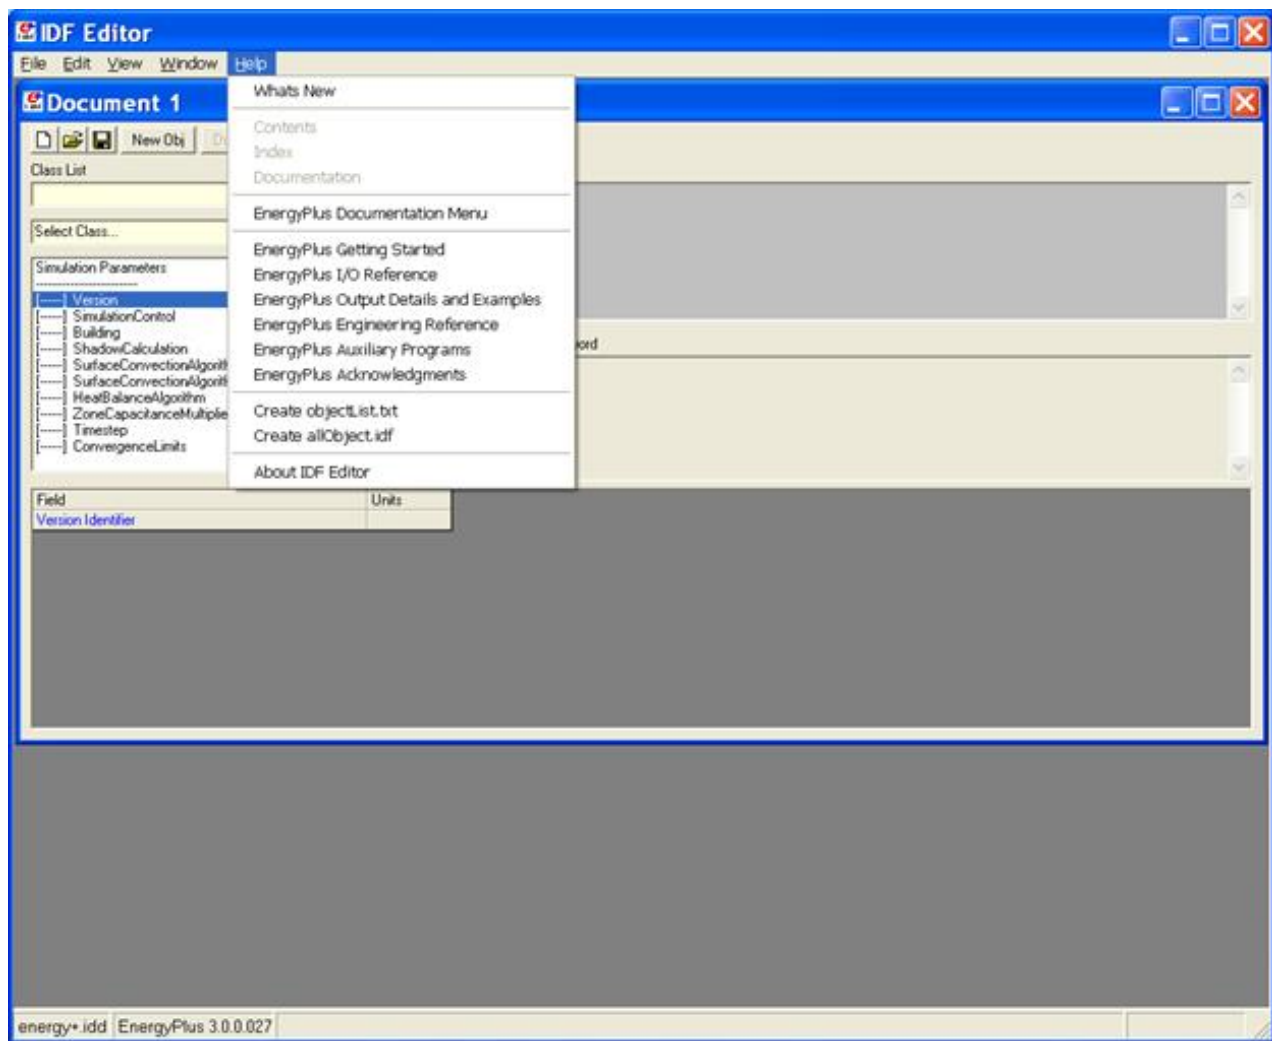 IDF Editor
File Edit View Window Help
Document 1
New Obj
Class List
Select Class...
Simulation Parameters
------------------------
[-----] Version
[-----] SimulationControl
[-----] Building
[-----] ShadowCalculation
[-----] SurfaceConvectionAlgorith
[-----] SurfaceConvectionAlgorith
[-----] HeatBalanceAlgorithm
[-----] ZoneCapacitanceMultiplie
[-----] Timestep
[-----] ConvergenceLimits
Whats New
Contents
Index
Documentation
EnergyPlus Documentation Menu
EnergyPlus Getting Started
EnergyPlus I/O Reference
EnergyPlus Output Details and Examples
EnergyPlus Engineering Reference
EnergyPlus Auxiliary Programs
EnergyPlus Acknowledgments
Create objectList.txt
Create allObject.idf
About IDF Editor
ord
Field Units
Version Identifier
energy+.idd EnergyPlus 3.0.0.027